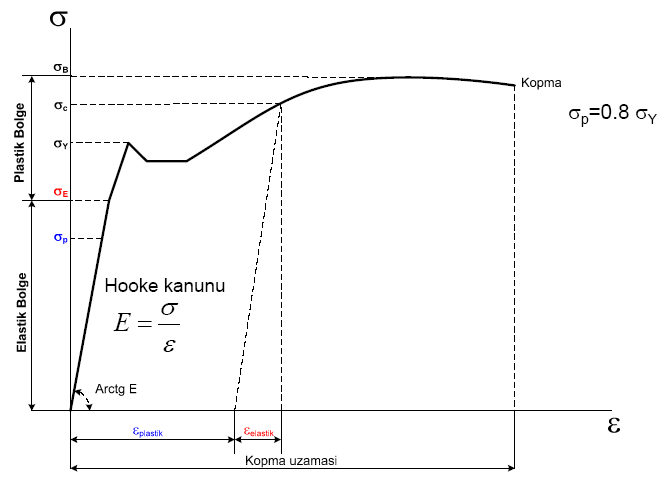 σ
σB
Kopma
σc
σp=0.8 σY
Plastik Bolge
σY
σE
σp
Elastik Bolge
Hooke kanunu
E = σ/ε
Arctg E
ε
εplastik
εelastik
Kopma uzamasi